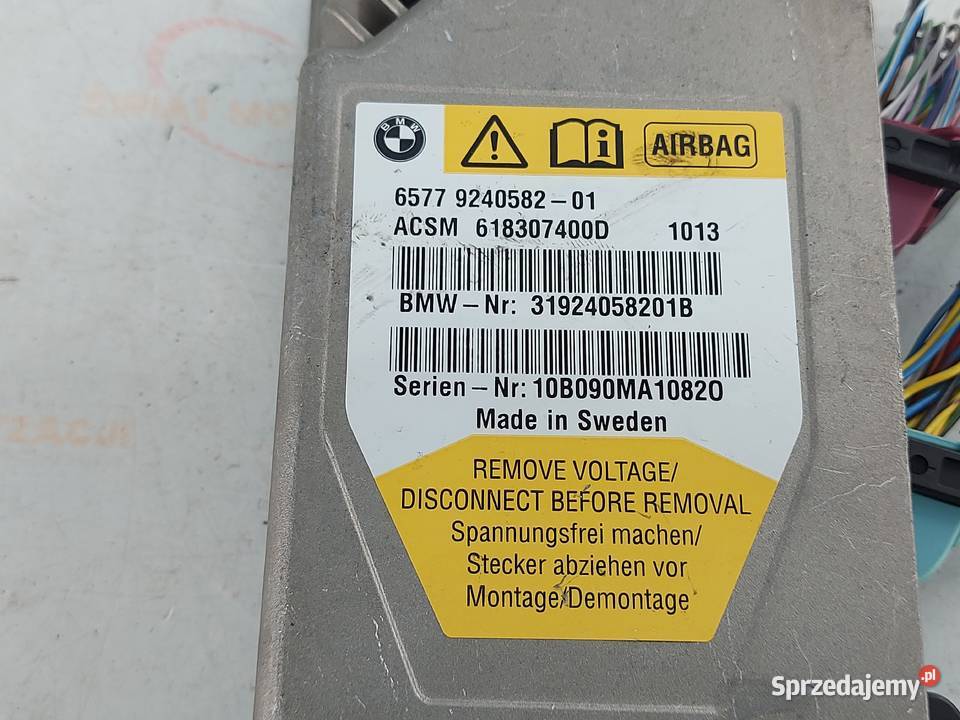 BMW
AIRBAG
6577 9240582-01
ACSM 618307400D 1013
BMW-Nr: 31924058201B
Serien-Nr: 10B090MA1082O
Made in Sweden
REMOVE VOLTAGE/
DISCONNECT BEFORE REMOVAL
Spannungsfrei machen/
Stecker abziehen vor
Montage/Demontage
Sprzedajemy.pl